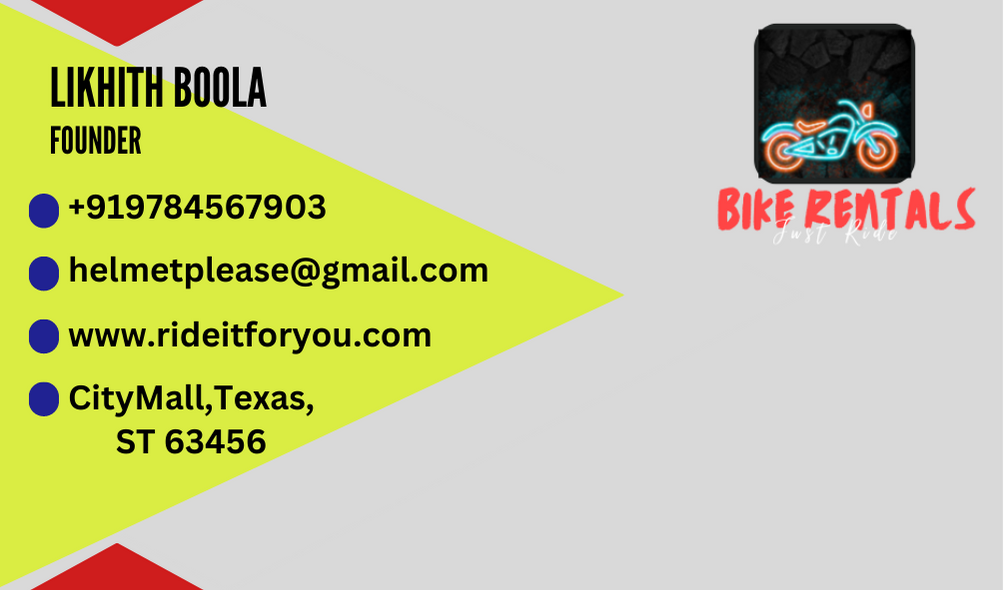 LIKHITH BOOLA
FOUNDER
+919784567903
helmetplease@gmail.com
www.rideitforyou.com
CityMall,Texas,
ST 63456
BIKE RENTALS
Just Ride